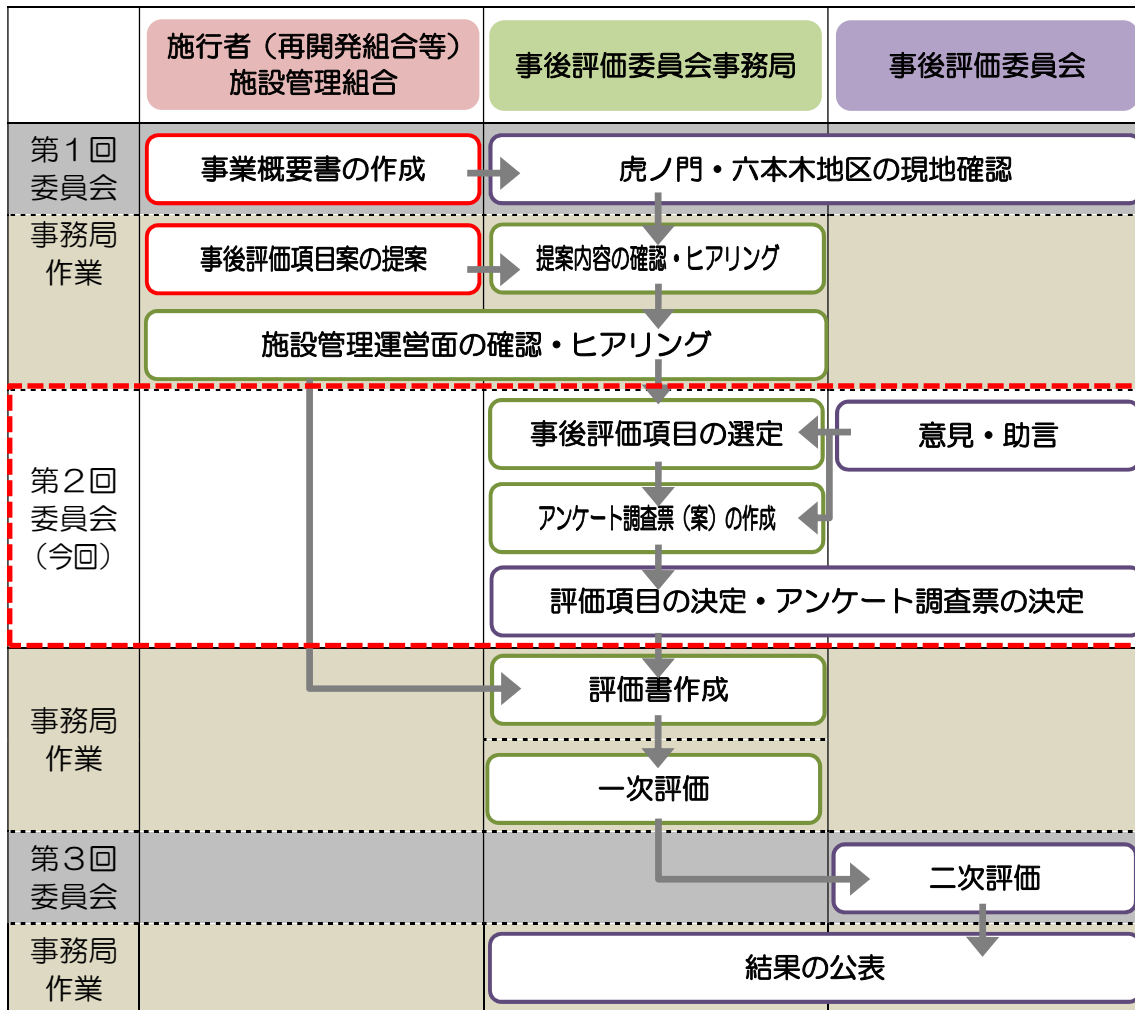 施行者（再開発組合等）
施設管理組合
事後評価委員会事務局
事後評価委員会
第１回
委員会
事業概要書の作成
虎ノ門・六本木地区の現地確認
事務局
作業
事後評価項目案の提案
提案内容の確認・ヒアリング
施設管理運営面の確認・ヒアリング
第２回
委員会
（今回）
事後評価項目の選定
意見・助言
アンケート調査票（案）の作成
評価項目の決定・アンケート調査票の決定
事務局
作業
評価書作成
一次評価
第３回
委員会
二次評価
事務局
作業
結果の公表